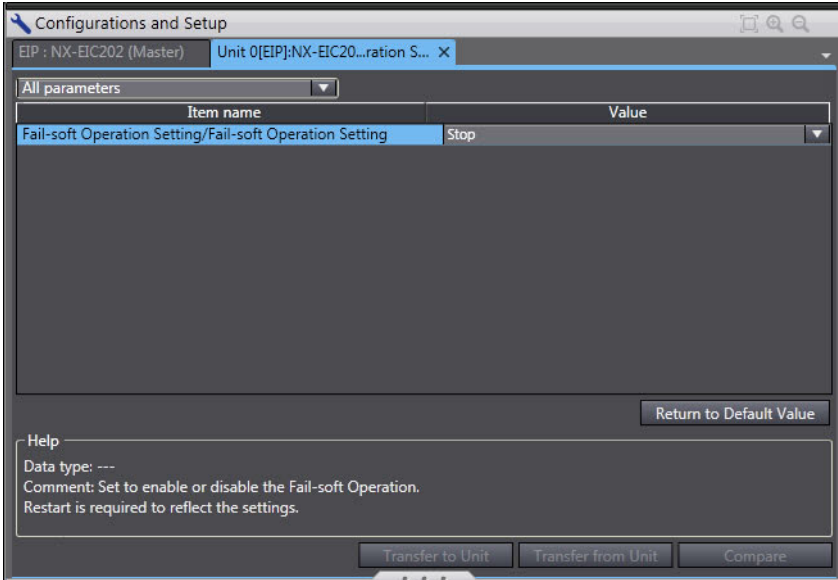 Configurations and Setup
EIP : NX-EIC202 (Master) Unit 0[EIP]:NX-EIC20...ration S...
All parameters
Item name Value
Fail-soft Operation Setting/Fail-soft Operation Setting Stop
Return to Default Value
Help
Data type: ---
Comment: Set to enable or disable the Fail-soft Operation.
Restart is required to reflect the settings.
Transfer to Unit Transfer from Unit Compare